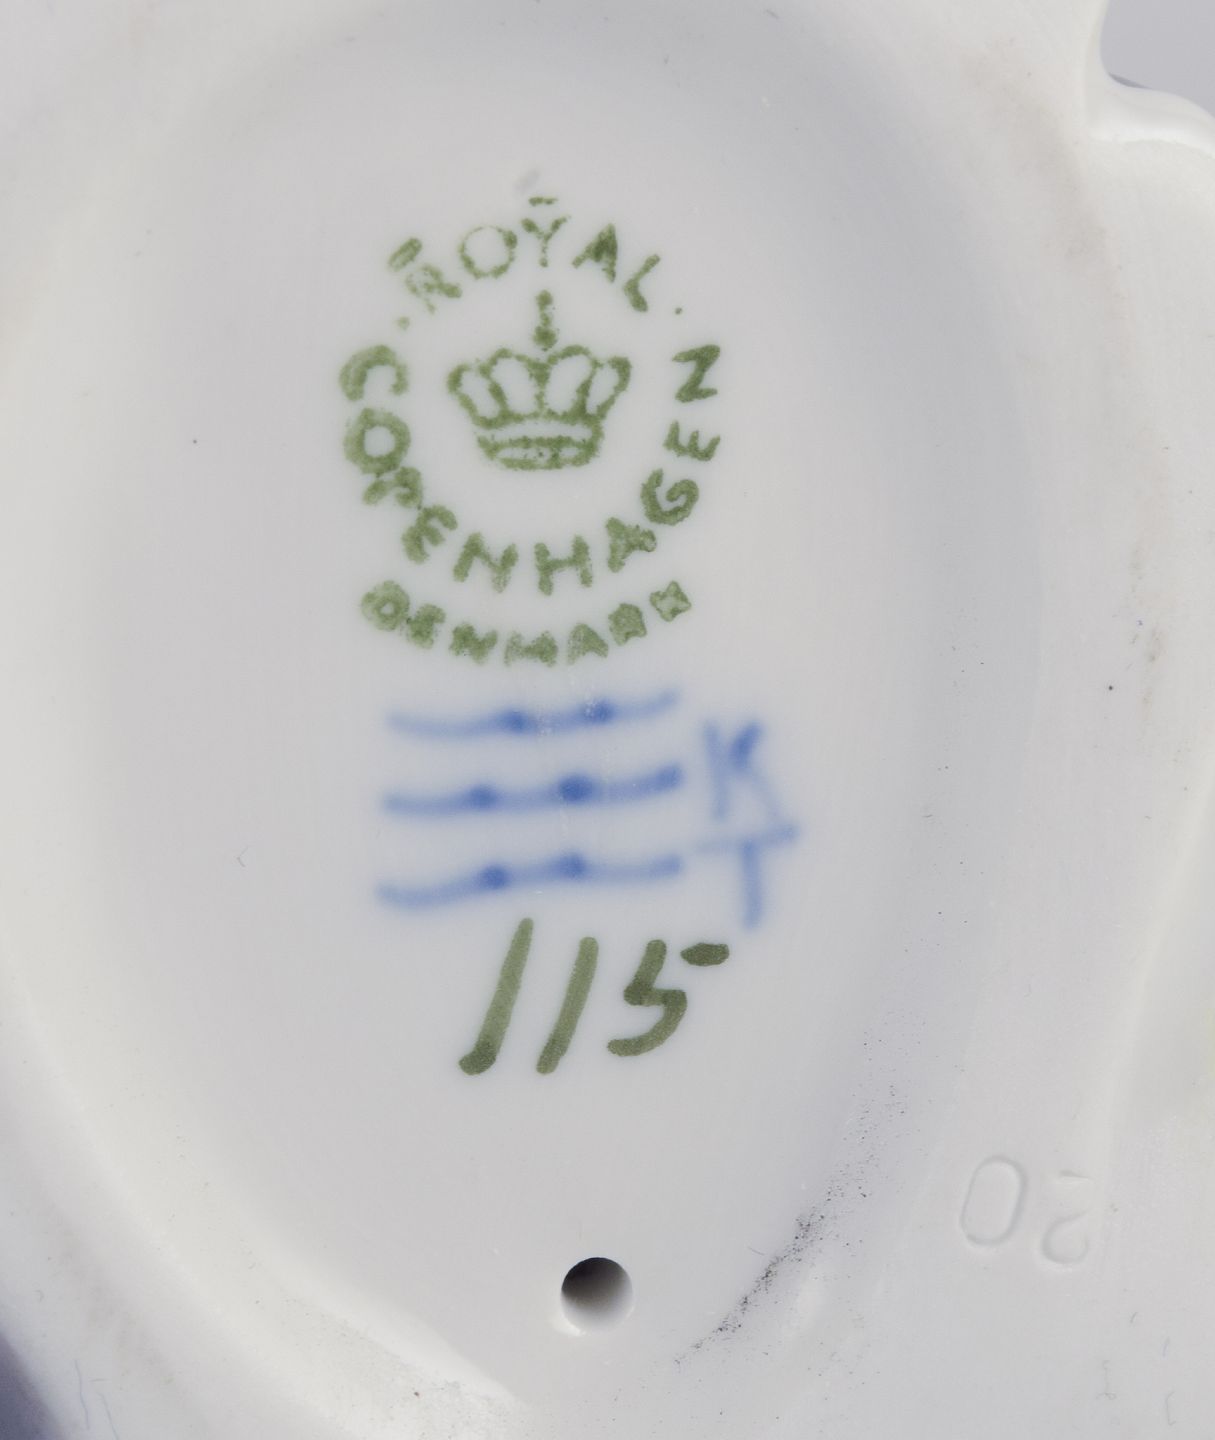 · ROYAL ·
COPENHAGEN
DENMARK
K
T
115
20